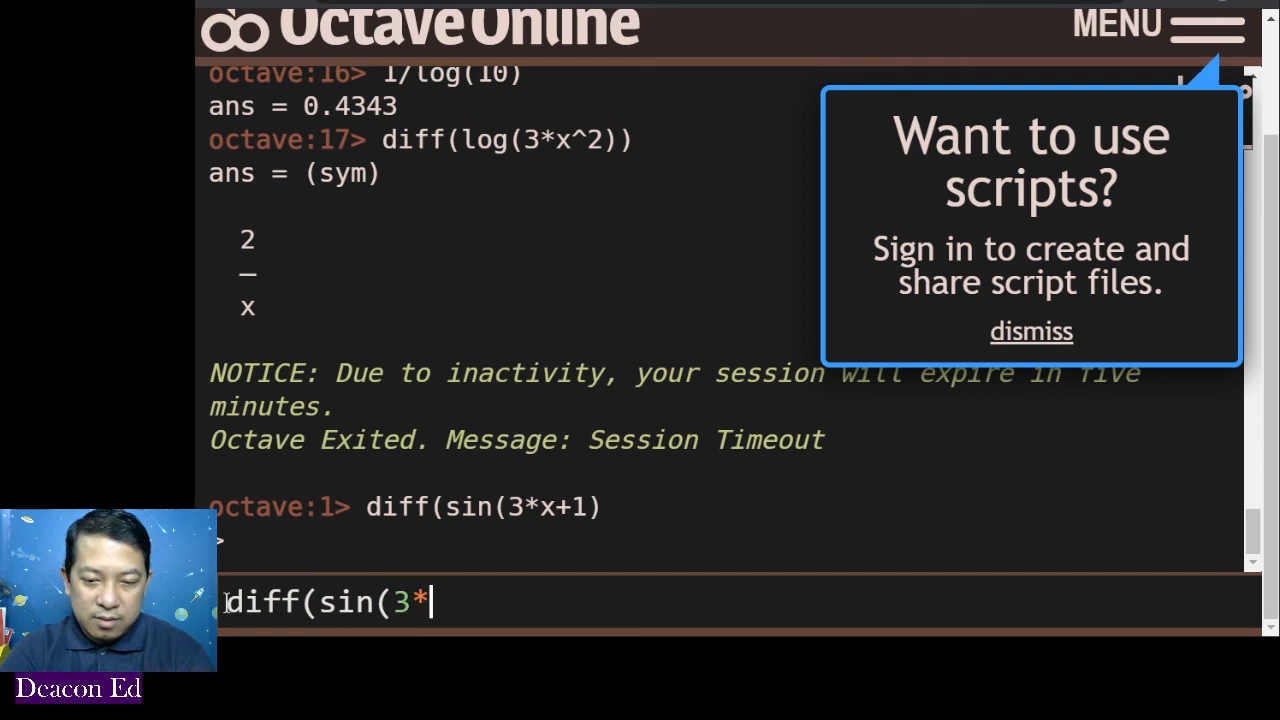 Octave Online
MENU
octave:16> 1/log(10)
ans = 0.4343
octave:17> diff(log(3*x^2))
ans = (sym)
2
—
x
NOTICE: Due to inactivity, your session will expire in five
minutes.
Octave Exited. Message: Session Timeout
octave:1> diff(sin(3*x+1)
>
diff(sin(3*
Want to use
scripts?
Sign in to create and
share script files.
dismiss
Deacon Ed